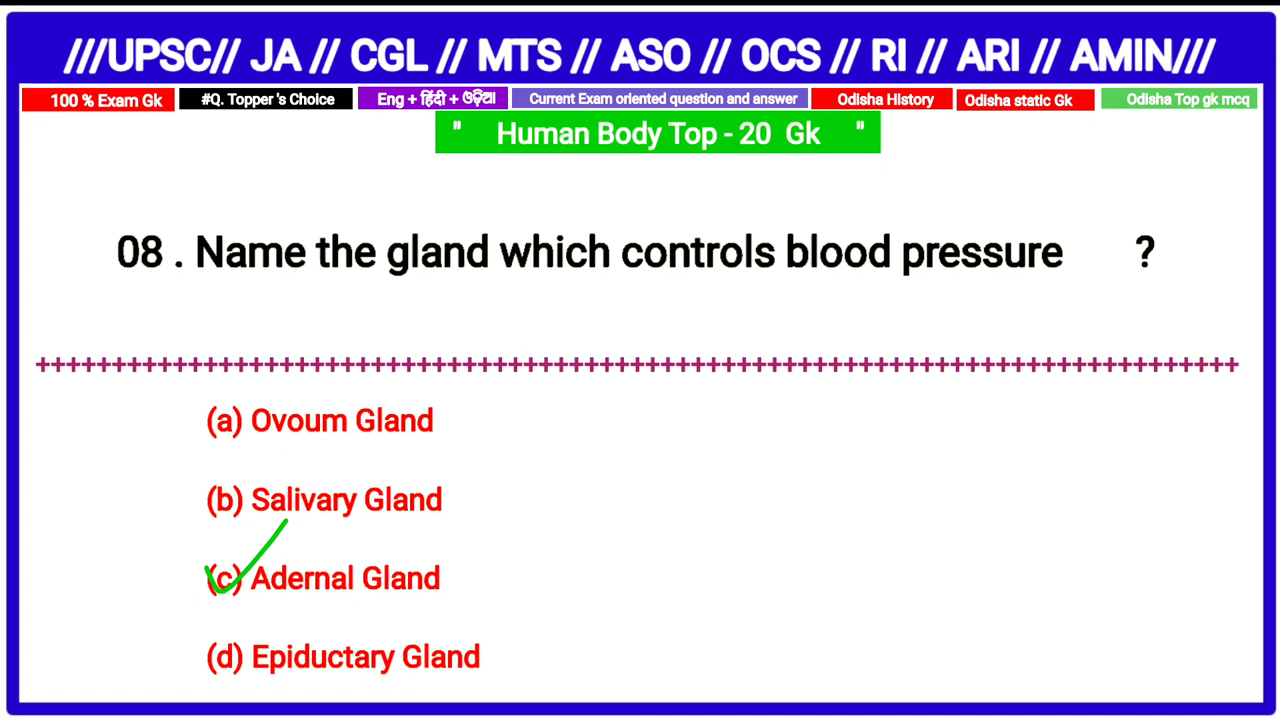 ///UPSC// JA // CGL // MTS // ASO // OCS // RI // ARI // AMIN///
100 % Exam Gk #Q. Topper 's Choice Eng + हिंदी + ଓଡ଼ିଆ Current Exam oriented question and answer Odisha History Odisha static Gk Odisha Top gk mcq
" Human Body Top - 20 Gk "
08 . Name the gland which controls blood pressure ?
++++++++++++++++++++++++++++++++++++++++++++++++++++++++++++++++++++++++++++++
(a) Ovoum Gland
(b) Salivary Gland
(c) Adernal Gland
(d) Epiductary Gland